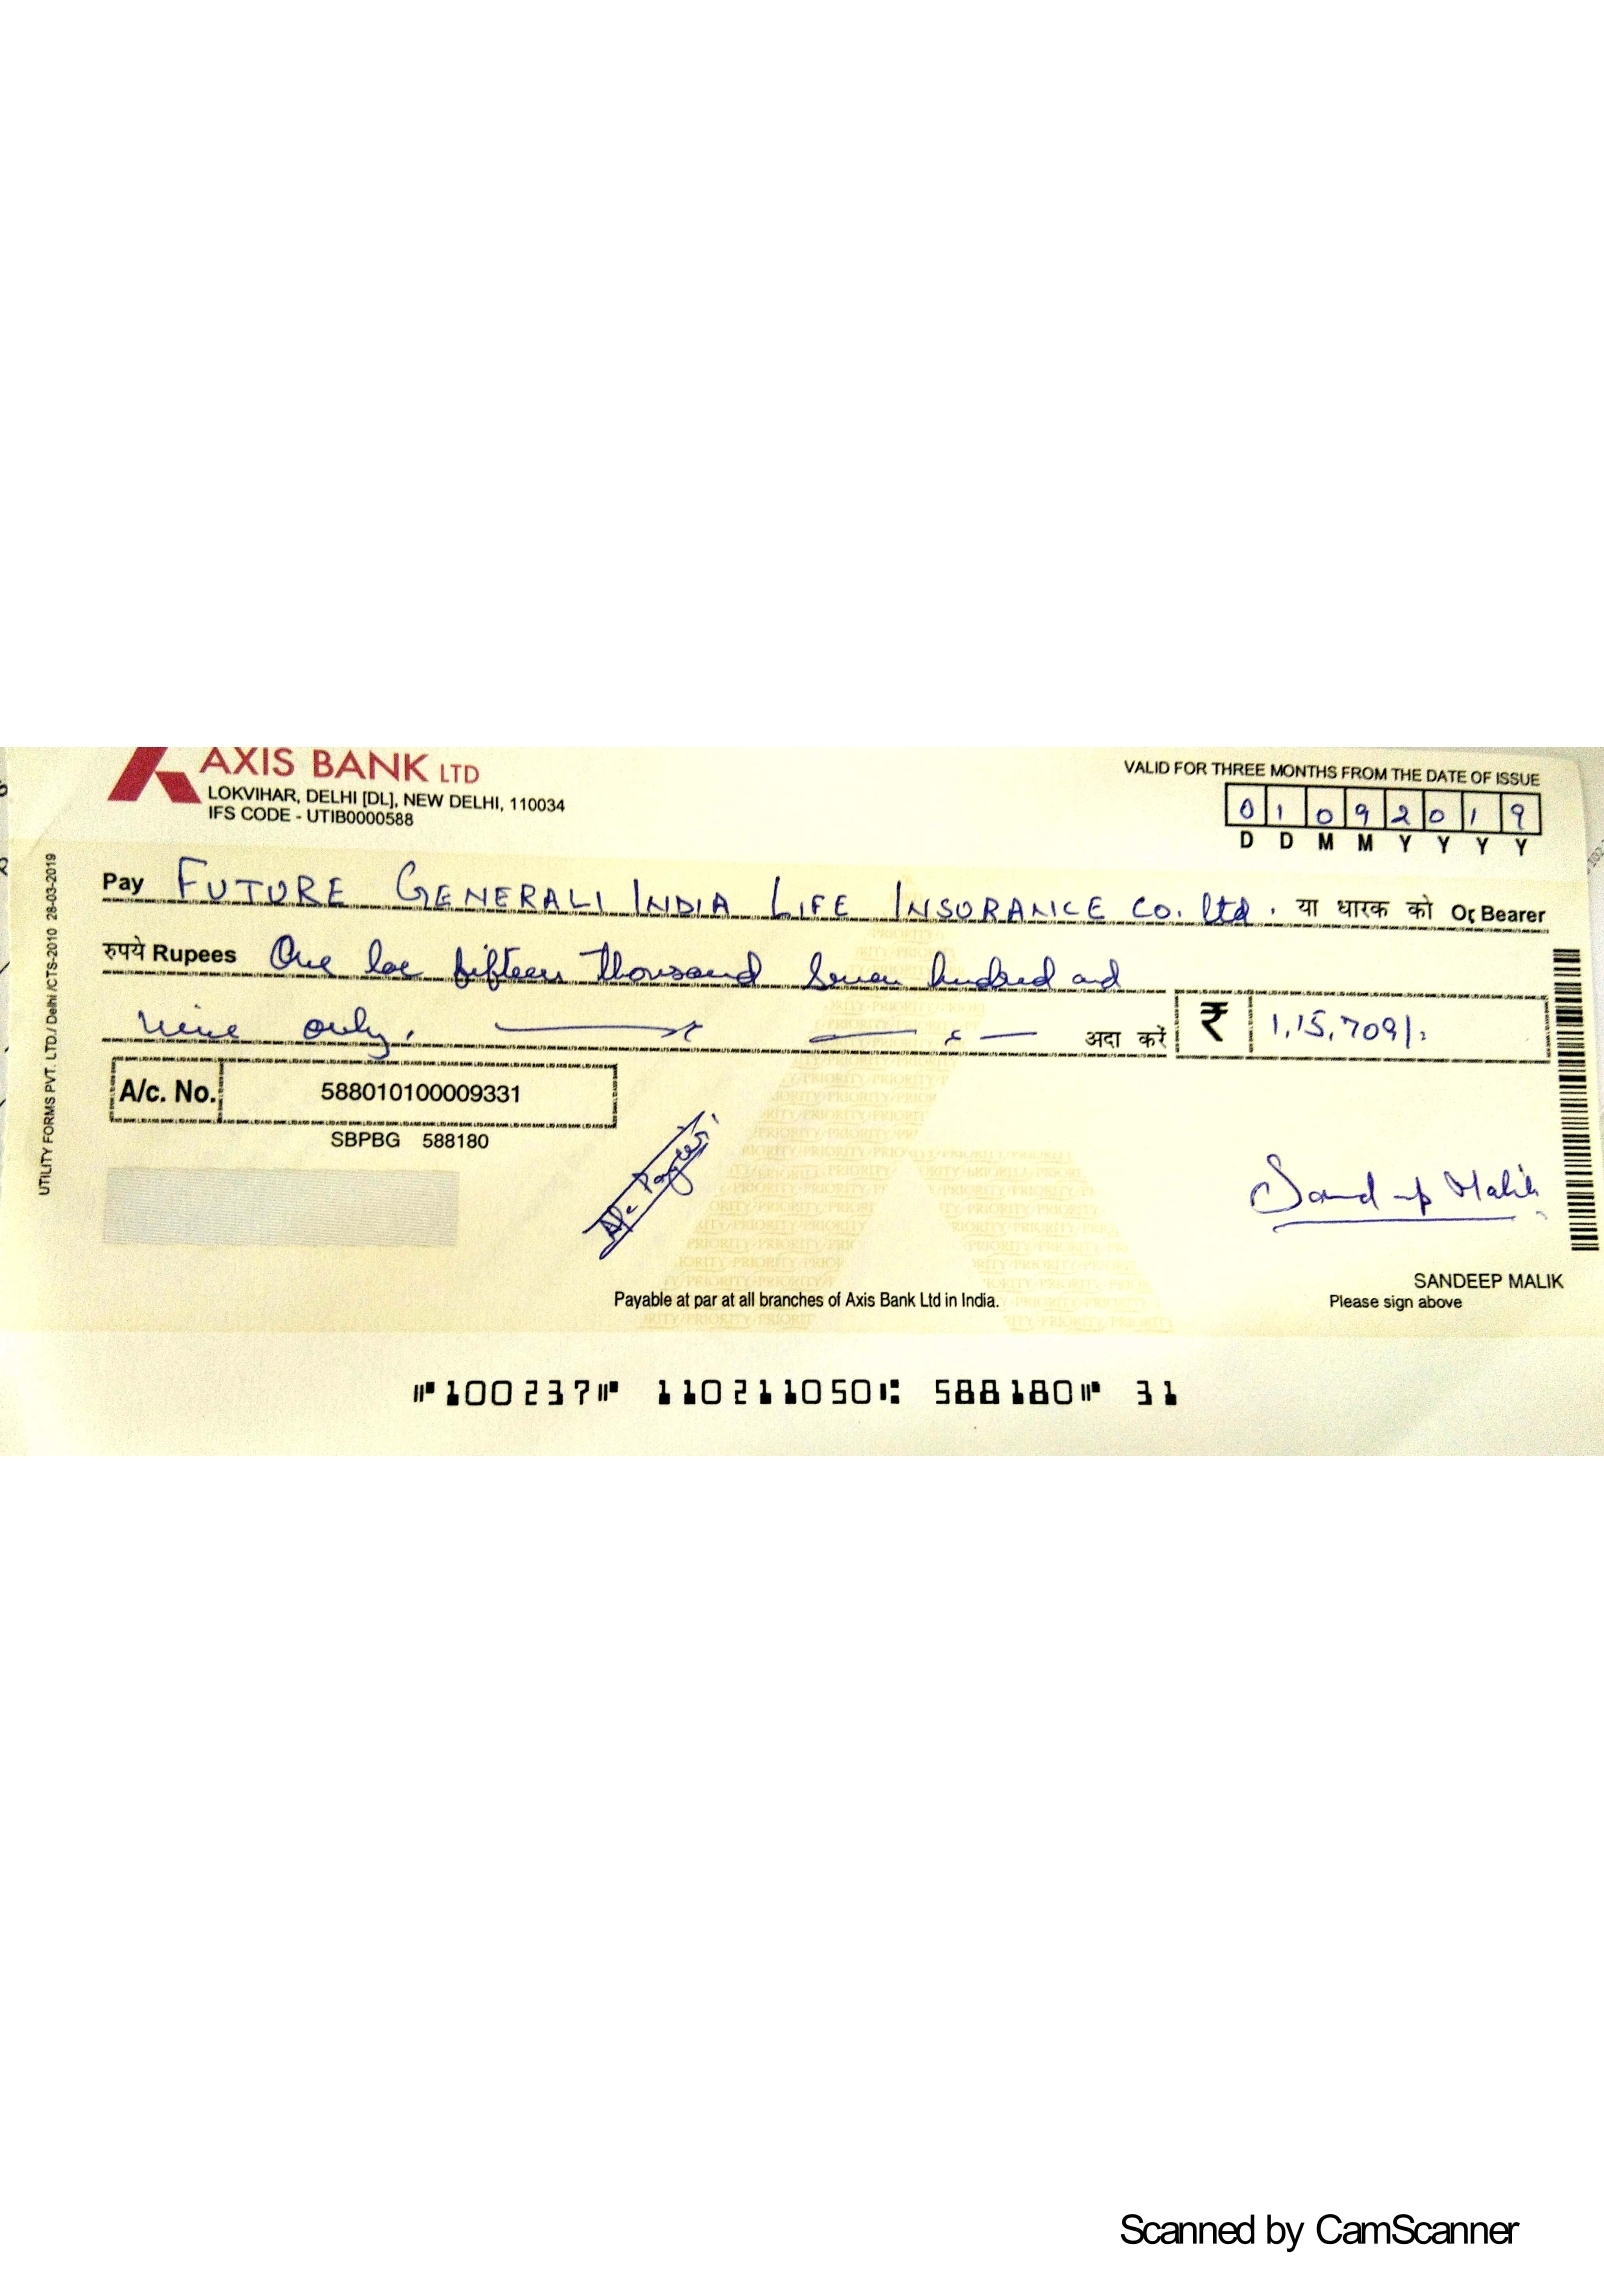 AXIS BANK LTD
LOKVIHAR, DELHI [DL], NEW DELHI, 110034
IFS CODE - UTIB0000588
VALID FOR THREE MONTHS FROM THE DATE OF ISSUE
0 1 0 9 2 0 1 9
D D M M Y Y Y Y
Pay FUTURE GENERALI INDIA LIFE INSURANCE CO. Ltd. या धारक को Or Bearer
रुपये Rupees One lac fifteen thousand Seven hundred and
nine only. अदा करें ₹ 1,15,709/-
A/c. No. 588010100009331
SBPBG 588180
A/c Payee
Sandeep Malik
SANDEEP MALIK
Please sign above
Payable at par at all branches of Axis Bank Ltd in India.
UTILITY FORMS PVT. LTD./ Delhi /CTS-2010 28-03-2019
⑈100237⑈ 110211050⑆ 588180⑈ 31
Scanned by CamScanner